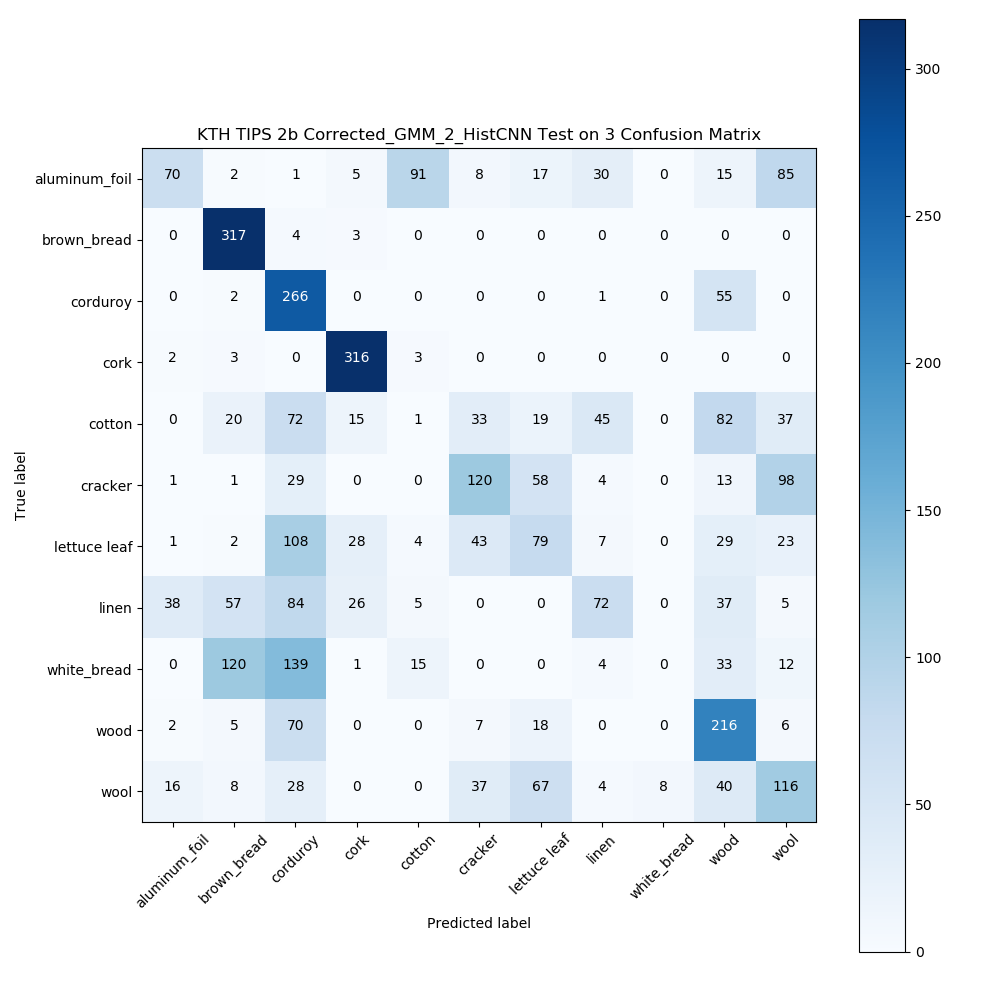 KTH TIPS 2b Corrected_GMM_2_HistCNN Test on 3 Confusion Matrix
aluminum_foil 70 2 1 5 91 8 17 30 0 15 85
brown_bread 0 317 4 3 0 0 0 0 0 0 0
corduroy 0 2 266 0 0 0 0 1 0 55 0
cork 2 3 0 316 3 0 0 0 0 0 0
cotton 0 20 72 15 1 33 19 45 0 82 37
cracker 1 1 29 0 0 120 58 4 13 98
lettuce leaf 1 2 108 28 4 43 79 7 0 29 23
linen 38 57 84 26 5 0 0 72 0 37 5
white_bread 0 120 139 1 15 0 0 4 0 33 12
wood 2 5 70 0 0 7 18 0 0 216 6
wool 16 8 28 0 0 37 67 4 8 40 116
aluminum_foil brown_bread corduroy cork cotton cracker lettuce leaf linen white_bread wood wool
Predicted label
True label
300
250
200
150
100
50
0